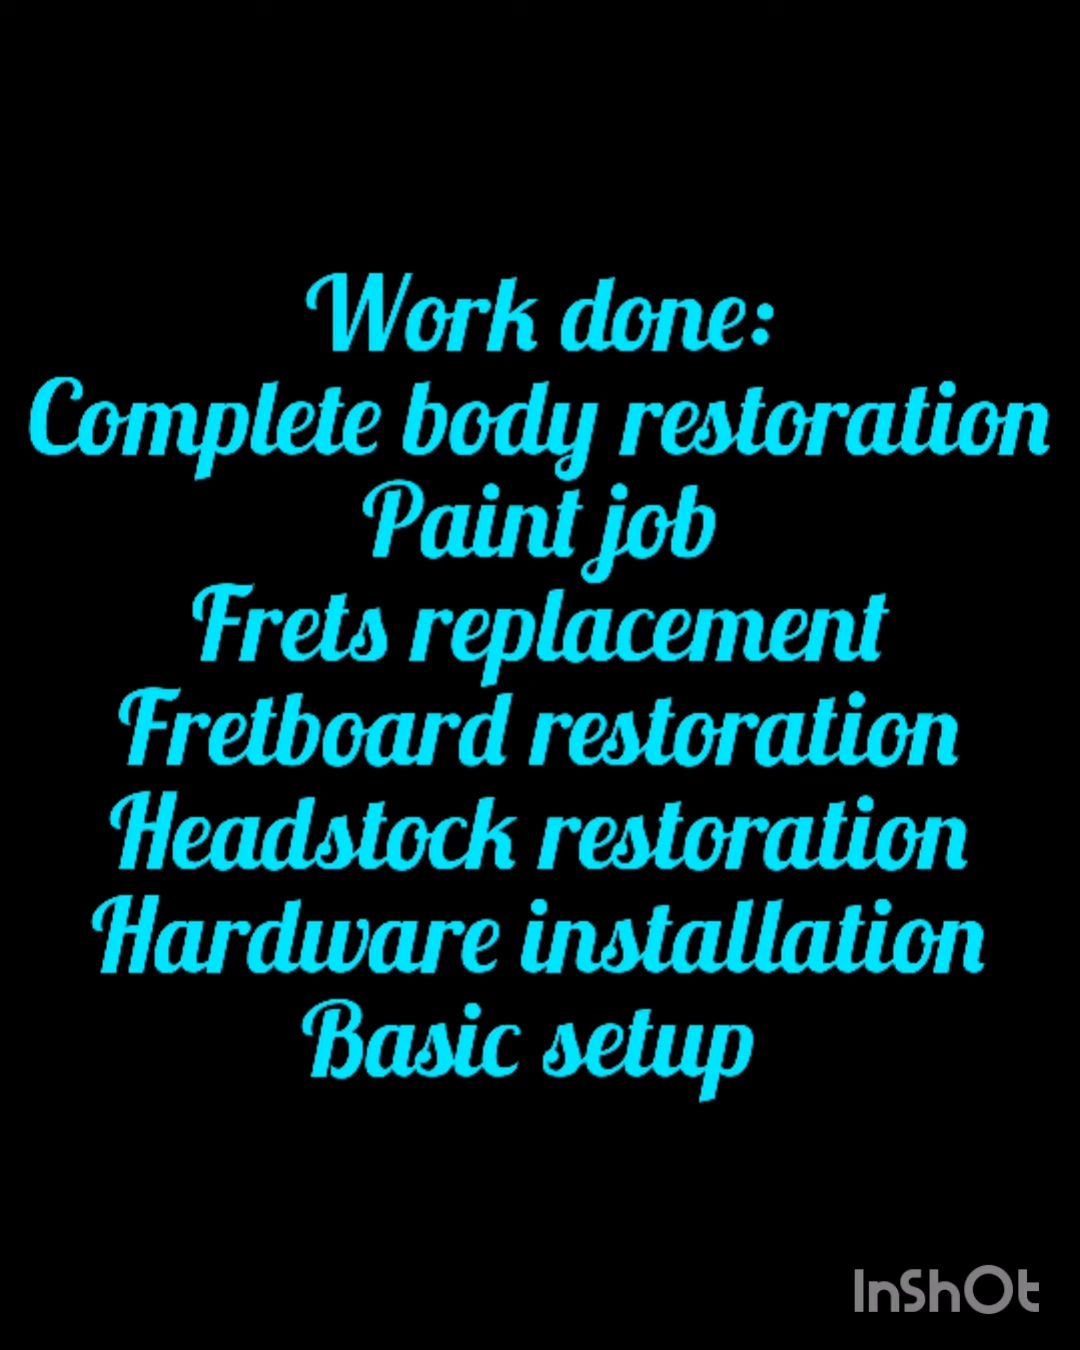 Work done:
Complete body restoration
Paint job
Frets replacement
Fretboard restoration
Headstock restoration
Hardware installation
Basic setup
InShOt